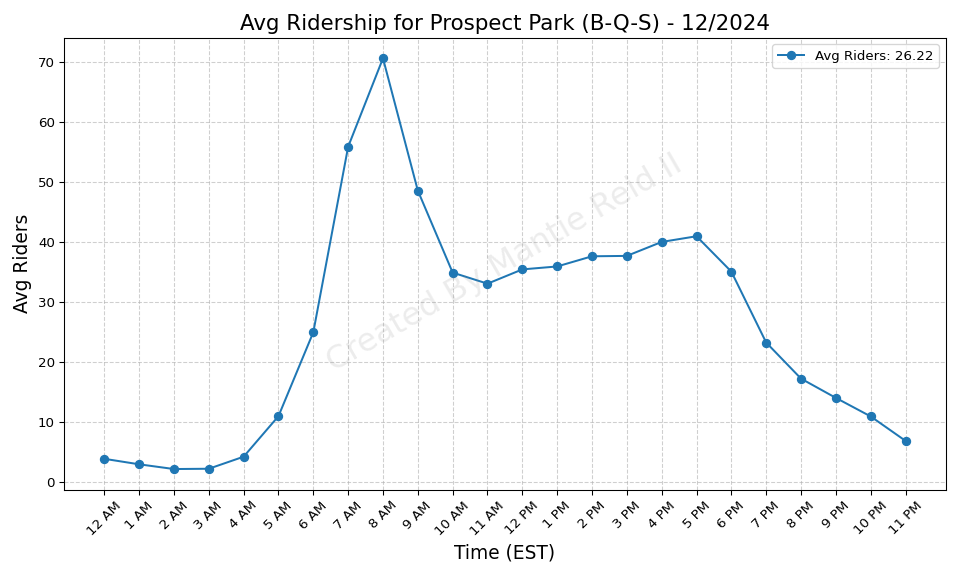 Avg Ridership for Prospect Park (B-Q-S) - 12/2024
Avg Riders: 26.22
70
60
50
40
30
20
10
0
Avg Riders
Created By Mantie Reid II
12 AM
1 AM
2 AM
3 AM
4 AM
5 AM
6 AM
7 AM
8 AM
9 AM
10 AM
11 AM
12 PM
1 PM
2 PM
3 PM
4 PM
5 PM
6 PM
7 PM
8 PM
9 PM
10 PM
11 PM
Time (EST)